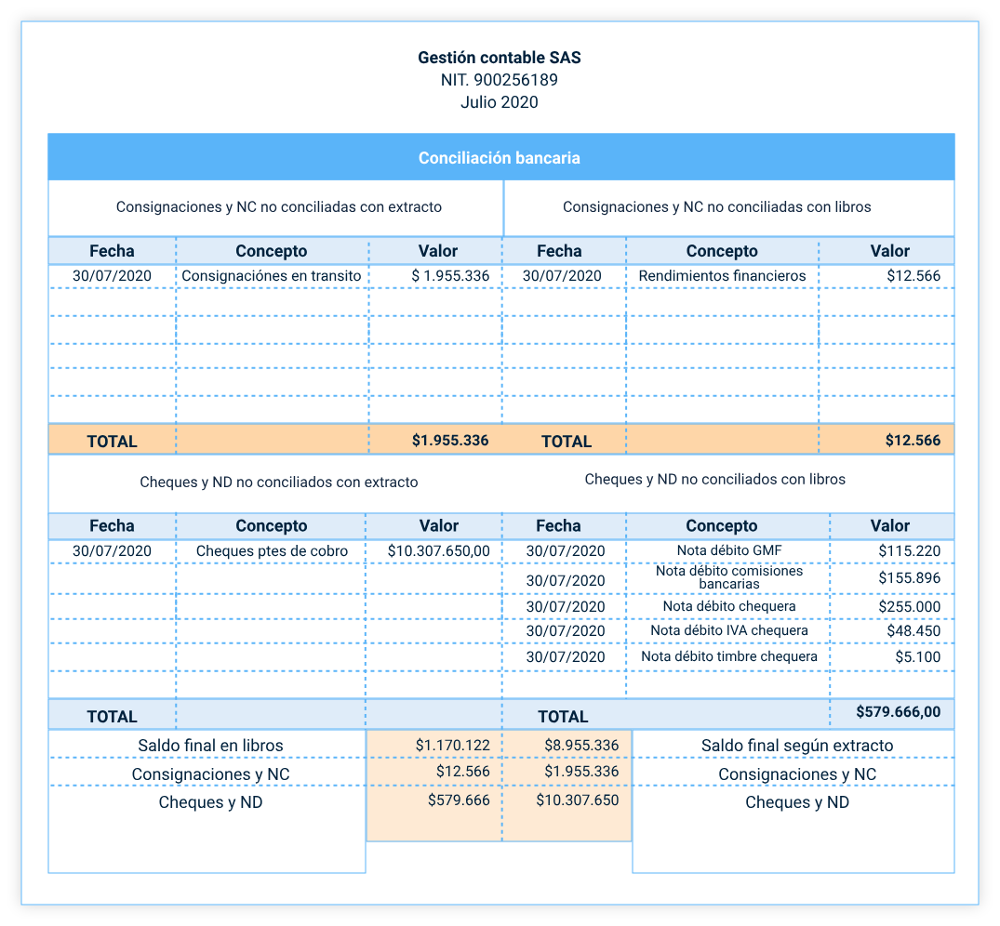 Gestión contable SAS
NIT. 900256189
Julio 2020
Conciliación bancaria
Consignaciones y NC no conciliadas con extracto Consignaciones y NC no conciliadas con libros
Fecha Concepto Valor Fecha Concepto Valor
30/07/2020 Consignaciónes en transito $ 1.955.336 30/07/2020 Rendimientos financieros $12.566
TOTAL $1.955.336 TOTAL $12.566
Cheques y ND no conciliados con extracto Cheques y ND no conciliados con libros
Fecha Concepto Valor Fecha Concepto Valor
30/07/2020 Cheques ptes de cobro $10.307.650,00 30/07/2020 Nota débito GMF $115.220
30/07/2020 Nota débito comisiones
bancarias $155.896
30/07/2020 Nota débito chequera $255.000
30/07/2020 Nota débito IVA chequera $48.450
30/07/2020 Nota débito timbre chequera $5.100
TOTAL TOTAL $579.666,00
Saldo final en libros $1.170.122 $8.955.336 Saldo final según extracto
Consignaciones y NC $12.566 $1.955.336 Consignaciones y NC
Cheques y ND $579.666 $10.307.650 Cheques y ND